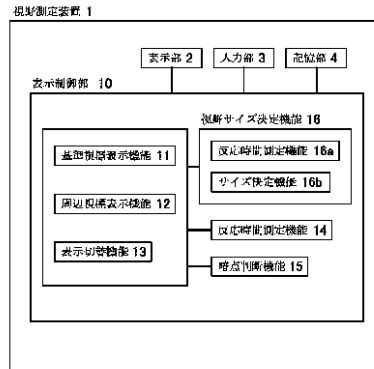 視野測定装置 1
表示部 2
入力部 3
記憶部 4
表示制御部 10
視野サイズ決定機能 16
基準視標表示機能 11
反応時間測定機能 16a
サイズ決定機能 16b
周辺視標表示機能 12
反応時間測定機能 14
表示切替機能 13
暗点判断機能 15